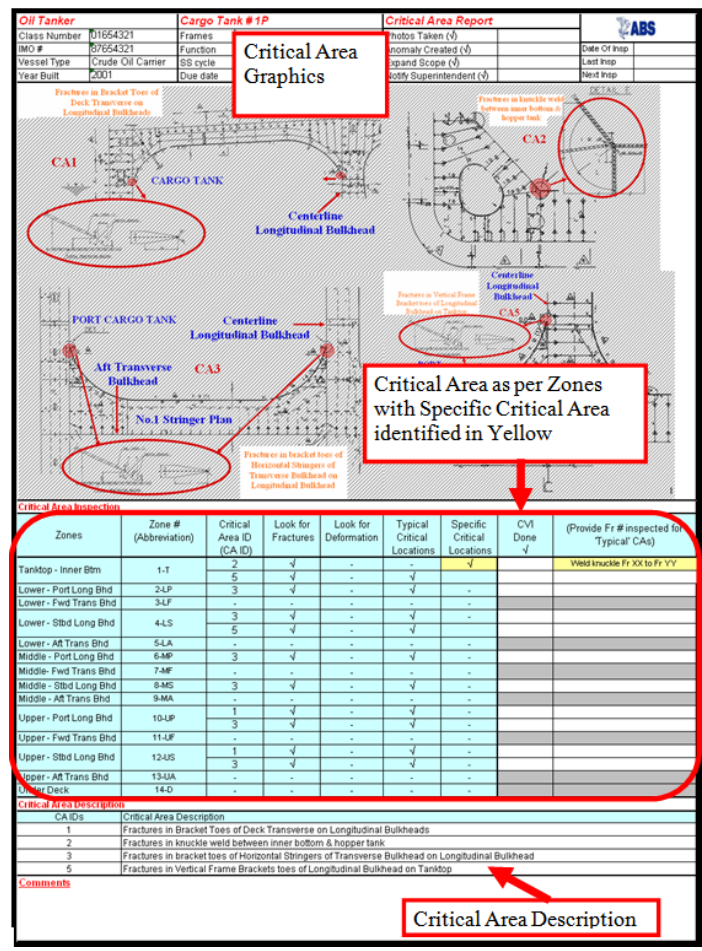 Oil Tanker Cargo Tank # 1P Critical Area Report
ABS
Class Number 01654321 Frames Photos Taken (√)
IMO # 87654321 Function Anomaly Created (√) Date Of Insp
Vessel Type Crude Oil Carrier SS cycle Expand Scope (√) Last Insp
Year Built 2001 Due date Notify Superintendent (√) Next Insp
Critical Area
Graphics
Fractures in Bracket Toes of
Deck Transverse on
Longitudinal Bulkheads
CA1
CARGO TANK
Centerline
Longitudinal Bulkhead
Fractures in knuckle weld
between inner bottom &
hopper tank
DETAIL E
CA2
PORT CARGO TANK
Centerline
Longitudinal Bulkhead
Aft Transverse
Bulkhead
CA3
No.1 Stringer Plan
Fractures in bracket toes of
Horizontal Stringers of
Transverse Bulkhead on
Longitudinal Bulkhead
Centerline
Longitudinal
Bulkhead
Fractures in Vertical Frame
Bracket toes of Longitudinal
Bulkhead on Tanktop
CA5
Critical Area as per Zones
with Specific Critical Area
identified in Yellow
1
Critical Area Inspection
Zones Zone # (Abbreviation) Critical Area ID (CA ID) Look for Fractures Look for Deformation Typical Critical Locations Specific Critical Locations CVI Done √ (Provide Fr # inspected for 'Typical' CAs)
Tanktop - Inner Btm 1-T 2 √ - - √ Weld knuckle Fr XX to Fr YY
5 √ - √
Lower - Port Long Bhd 2-LP 3 √ - √ -
Lower - Fwd Trans Bhd 3-LF - - - - -
Lower - Stbd Long Bhd 4-LS 3 √ - √ -
5 √ - √
Lower - Aft Trans Bhd 5-LA - - - - -
Middle - Port Long Bhd 6-MP 3 √ - √ -
Middle- Fwd Trans Bhd 7-MF - - - - -
Middle - Stbd Long Bhd 8-MS 3 √ - √ -
Middle - Aft Trans Bhd 9-MA - - - - -
Upper - Port Long Bhd 10-UP 1 √ - √ -
3 √ - √ -
Upper - Fwd Trans Bhd 11-UF - - - - -
Upper - Stbd Long Bhd 12-US 1 √ - √ -
3 √ - √ -
Upper - Aft Trans Bhd 13-UA - - - - -
Under Deck 14-D - - - - -
Critical Area Description
CA IDs Critical Area Description
1 Fractures in Bracket Toes of Deck Transverse on Longitudinal Bulkheads
2 Fractures in knuckle weld between inner bottom & hopper tank
3 Fractures in bracket toes of Horizontal Stringers of Transverse Bulkhead on Longitudinal Bulkhead
5 Fractures in Vertical Frame Brackets toes of Longitudinal Bulkhead on Tanktop
Comments
Critical Area Description